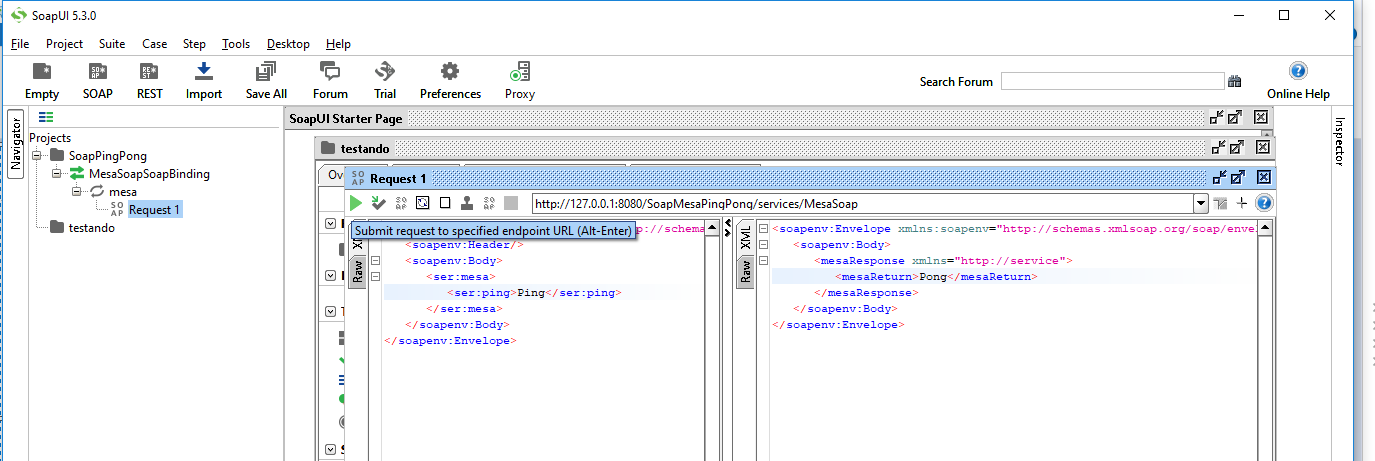 SoapUI 5.3.0
File Project Suite Case Step Tools Desktop Help
Empty SOAP REST Import Save All Forum Trial Preferences Proxy Search Forum Online Help
Navigator
Projects
SoapPingPong
MesaSoapSoapBinding
mesa
SO AP Request 1
testando
SoapUI Starter Page
testando
Ov
SO AP Request 1
http://127.0.0.1:8080/SoapMesaPingPong/services/MesaSoap
Submit request to specified endpoint URL (Alt-Enter)
://schema
<soapenv:Header/>
<soapenv:Body>
<ser:mesa>
<ser:ping>Ping</ser:ping>
</ser:mesa>
</soapenv:Body>
</soapenv:Envelope>
Raw
XML
Raw
<soapenv:Envelope xmlns:soapenv="http://schemas.xmlsoap.org/soap/enve
<soapenv:Body>
<mesaResponse xmlns="http://service">
<mesaReturn>Pong</mesaReturn>
</mesaResponse>
</soapenv:Body>
</soapenv:Envelope>
Inspector